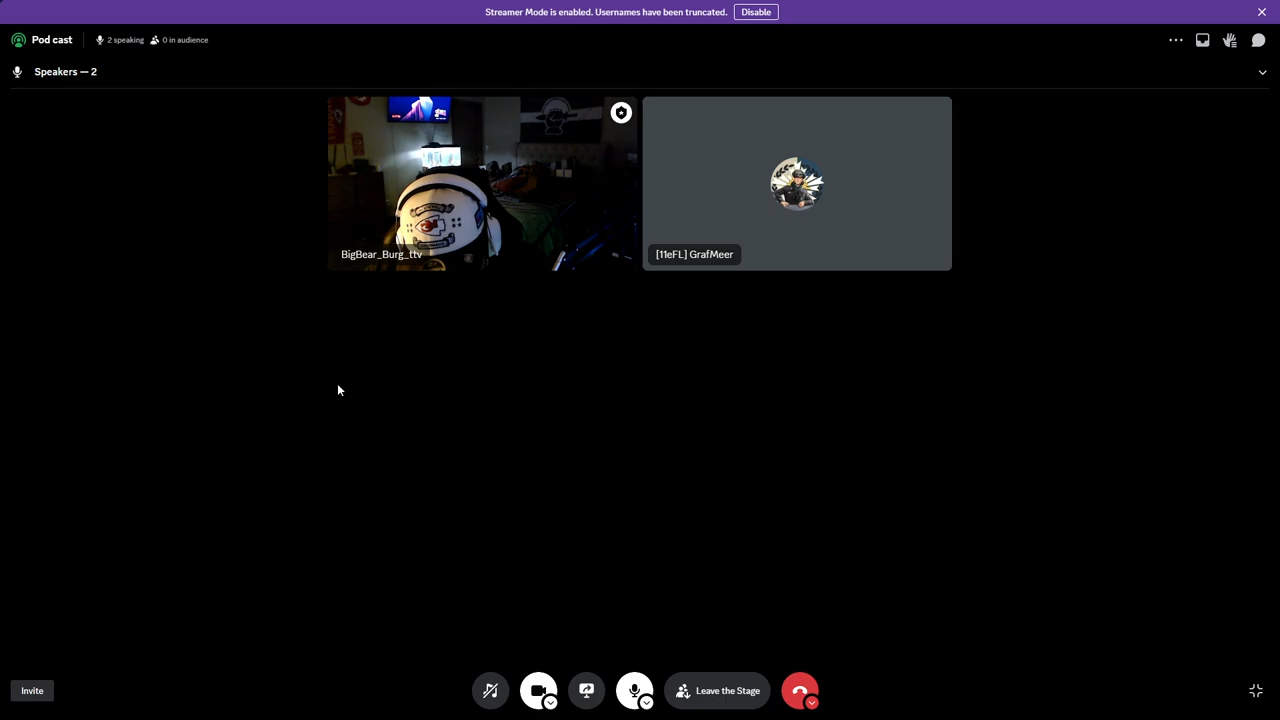 Streamer Mode is enabled. Usernames have been truncated. Disable
Pod cast 2 speaking 0 in audience
Speakers — 2
BigBear_Burg_ttv
[11eFL] GrafMeer
Invite
Leave the Stage